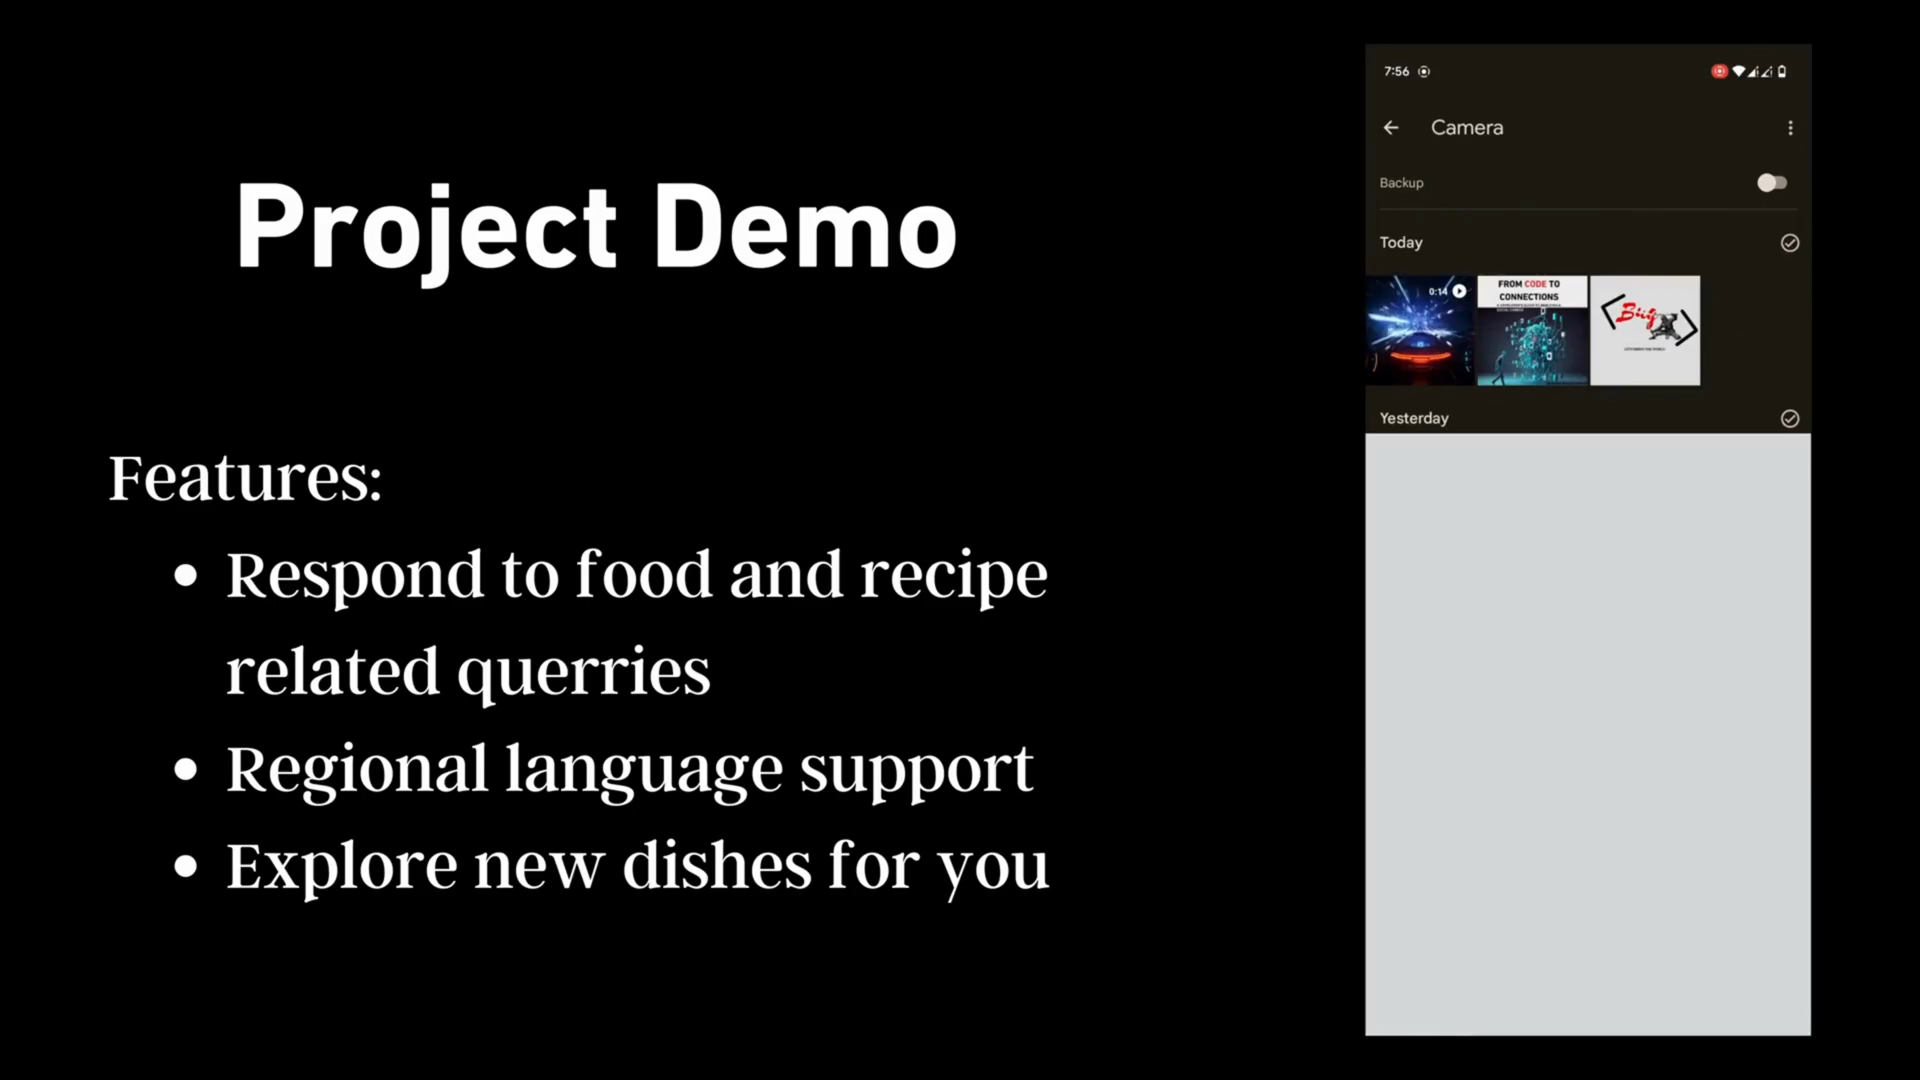 Project Demo
Features:
• Respond to food and recipe
related querries
• Regional language support
• Explore new dishes for you
7:56
Camera
Backup
Today
0:14
FROM CODE TO
CONNECTIONS
Bug
Yesterday